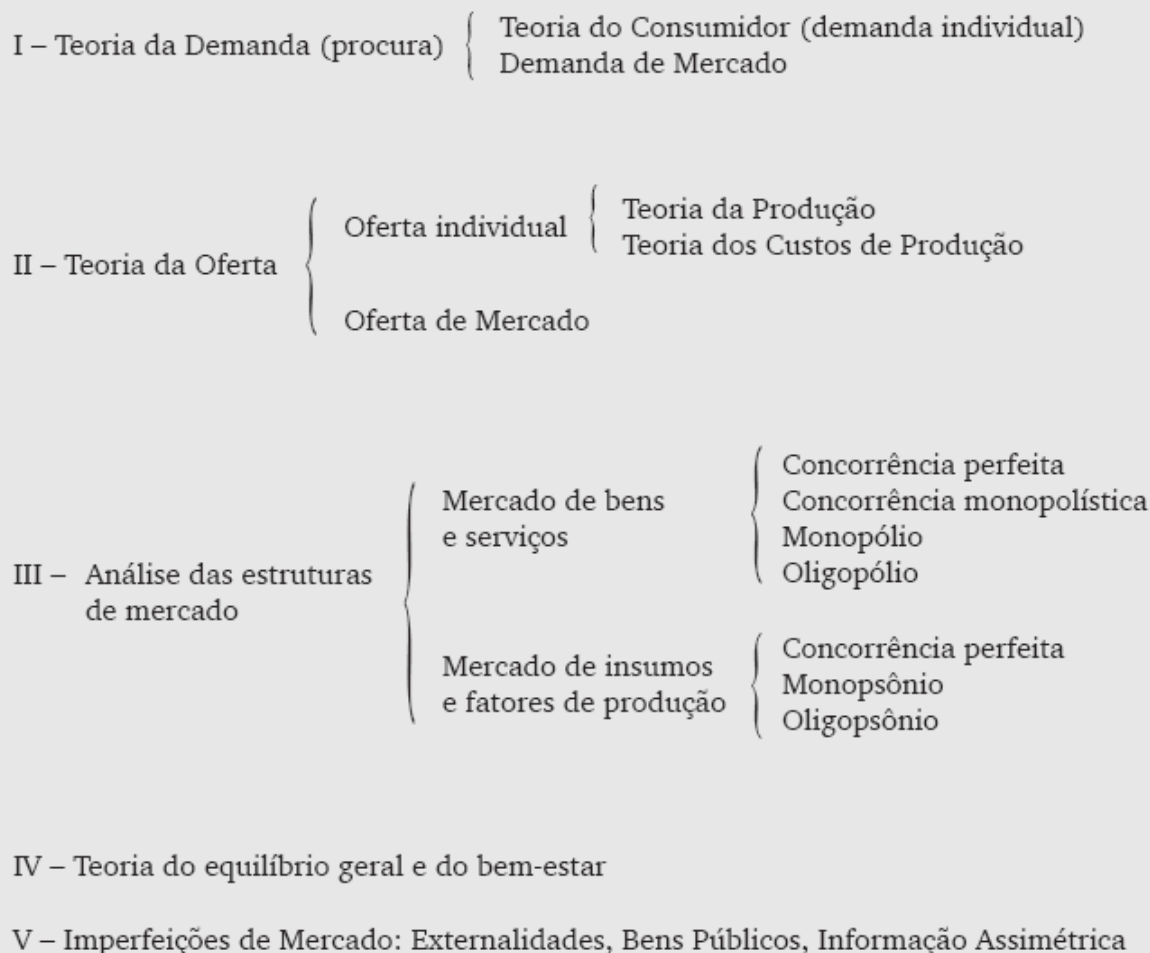 I – Teoria da Demanda (procura)
Teoria do Consumidor (demanda individual)
Demanda de Mercado
II – Teoria da Oferta
Oferta individual
Teoria da Produção
Teoria dos Custos de Produção
Oferta de Mercado
III – Análise das estruturas
de mercado
Mercado de bens
e serviços
Concorrência perfeita
Concorrência monopolística
Monopólio
Oligopólio
Mercado de insumos
e fatores de produção
Concorrência perfeita
Monopsônio
Oligopsônio
IV – Teoria do equilíbrio geral e do bem-estar
V – Imperfeições de Mercado: Externalidades, Bens Públicos, Informação Assimétrica